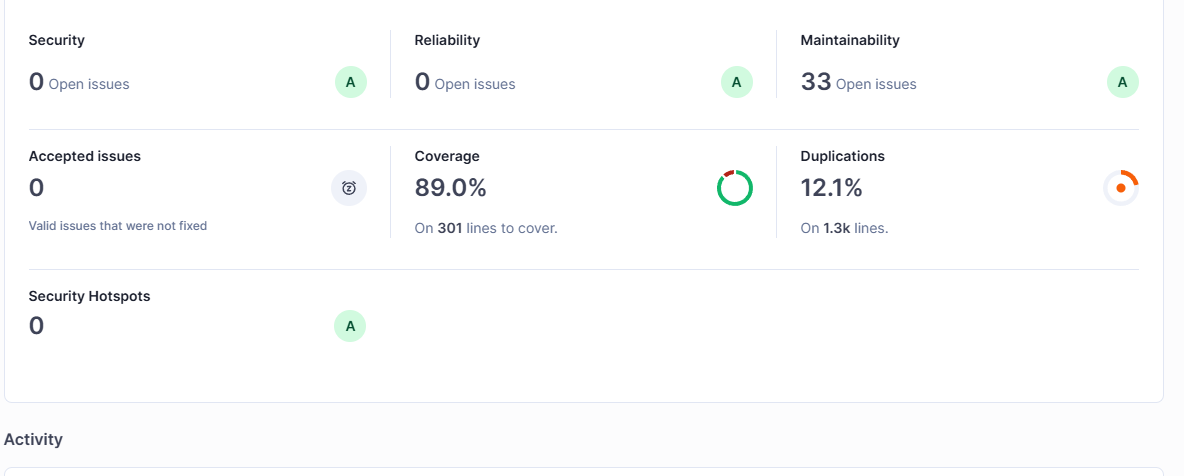 Security
0 Open issues
A
Reliability
0 Open issues
A
Maintainability
33 Open issues
A
Accepted issues
0
Valid issues that were not fixed
Coverage
89.0%
On 301 lines to cover.
Duplications
12.1%
On 1.3k lines.
Security Hotspots
0
A
Activity